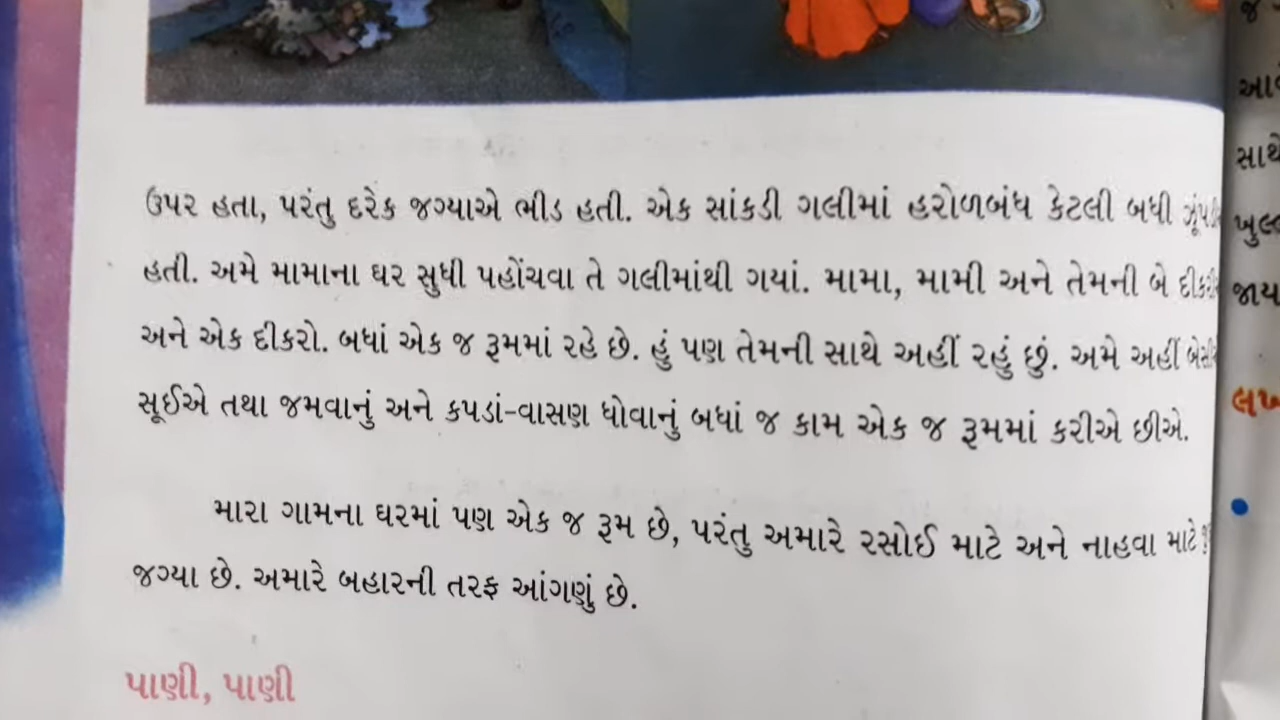 ઉપર હતા, પરંતુ દરેક જગ્યાએ ભીડ હતી. એક સાંકડી ગલીમાં હરોળબંધ કેટલી બધી
હતી. અમે મામાના ઘર સુધી પહોંચવા તે ગલીમાંથી ગયાં. મામા, મામી અને તેમની બે
અને એક દીકરો. બધાં એક જ રૂમમાં રહે છે. હું પણ તેમની સાથે અહીં રહું છું. અમે અહીં
સૂઈએ તથા જમવાનું અને કપડાં-વાસણ ધોવાનું બધાં જ કામ એક જ રૂમમાં કરીએ છીએ.
મારા ગામના ઘરમાં પણ એક જ રૂમ છે, પરંતુ અમારે રસોઈ માટે અને નાહવા માટે
જગ્યા છે. અમારે બહારની તરફ આંગણું છે.
પાણી, પાણી
જ
સાથે
જાય